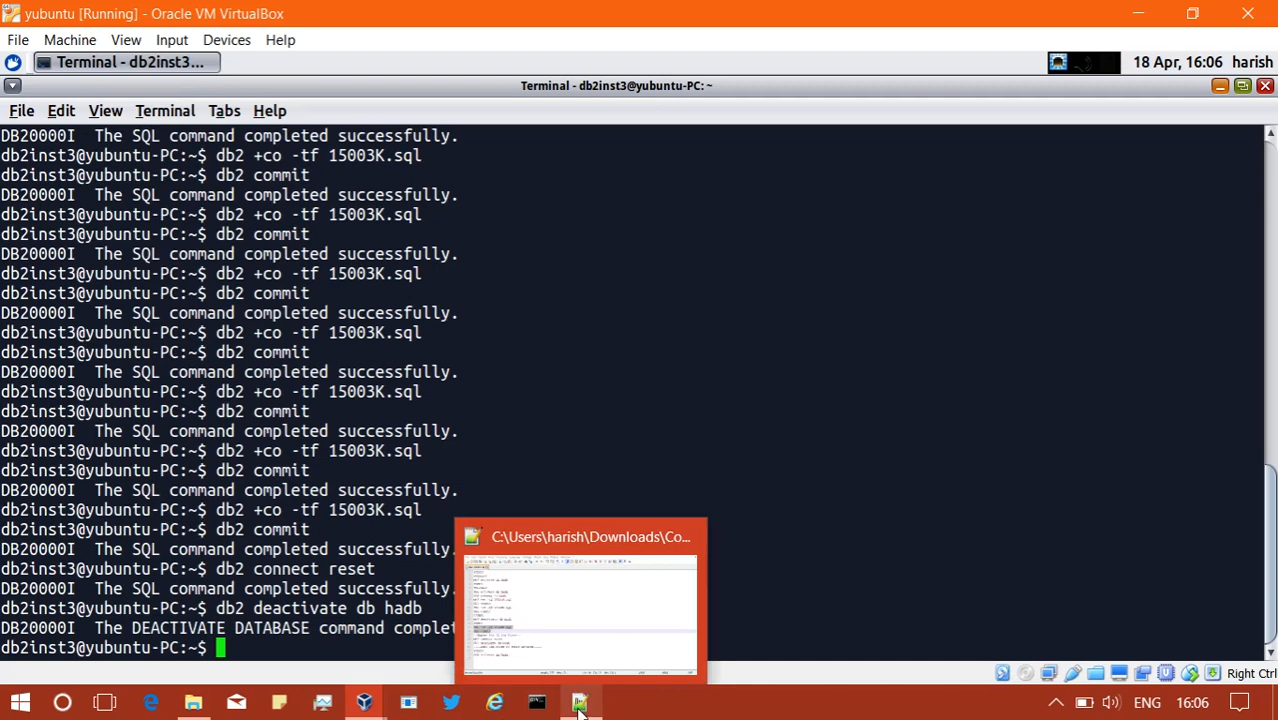 yubuntu [Running] - Oracle VM VirtualBox
File Machine View Input Devices Help
Terminal - db2inst3... 18 Apr, 16:06 harish
Terminal - db2inst3@yubuntu-PC: ~
File Edit View Terminal Tabs Help
DB20000I  The SQL command completed successfully.
db2inst3@yubuntu-PC:~$ db2 +co -tf 15003K.sql
db2inst3@yubuntu-PC:~$ db2 commit
DB20000I  The SQL command completed successfully.
db2inst3@yubuntu-PC:~$ db2 +co -tf 15003K.sql
db2inst3@yubuntu-PC:~$ db2 commit
DB20000I  The SQL command completed successfully.
db2inst3@yubuntu-PC:~$ db2 +co -tf 15003K.sql
db2inst3@yubuntu-PC:~$ db2 commit
DB20000I  The SQL command completed successfully.
db2inst3@yubuntu-PC:~$ db2 +co -tf 15003K.sql
db2inst3@yubuntu-PC:~$ db2 commit
DB20000I  The SQL command completed successfully.
db2inst3@yubuntu-PC:~$ db2 +co -tf 15003K.sql
db2inst3@yubuntu-PC:~$ db2 commit
DB20000I  The SQL command completed successfully.
db2inst3@yubuntu-PC:~$ db2 +co -tf 15003K.sql
db2inst3@yubuntu-PC:~$ db2 commit
DB20000I  The SQL command completed successfully.
db2inst3@yubuntu-PC:~$ db2 +co -tf 15003K.sql
db2inst3@yubuntu-PC:~$ db2 commit
DB20000I  The SQL command completed successfully.
db2inst3@yubuntu-PC:~$ db2 connect reset
DB20000I  The SQL command completed successfully.
db2inst3@yubuntu-PC:~$ db2 deactivate db hadb
DB20000I  The DEACTIVATE DATABASE command complet
db2inst3@yubuntu-PC:~$
C:\Users\harish\Downloads\Co...
Right Ctrl
ENG 16:06